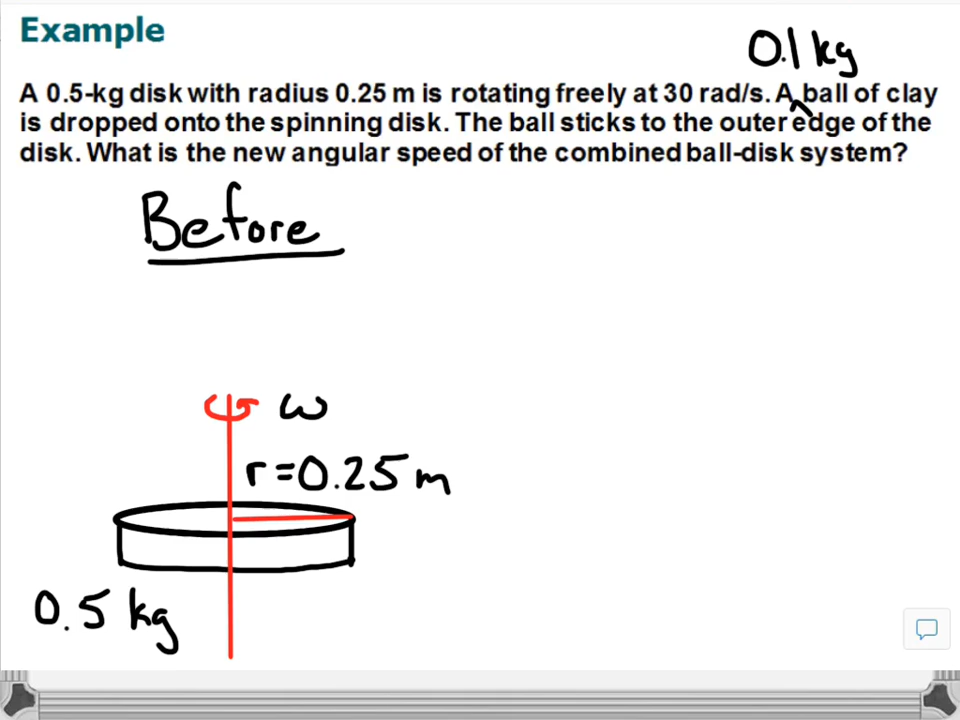 Example
0.1 kg
A 0.5-kg disk with radius 0.25 m is rotating freely at 30 rad/s. A ball of clay
is dropped onto the spinning disk. The ball sticks to the outer edge of the
disk. What is the new angular speed of the combined ball-disk system?
Before
ω
r = 0.25 m
0.5 kg